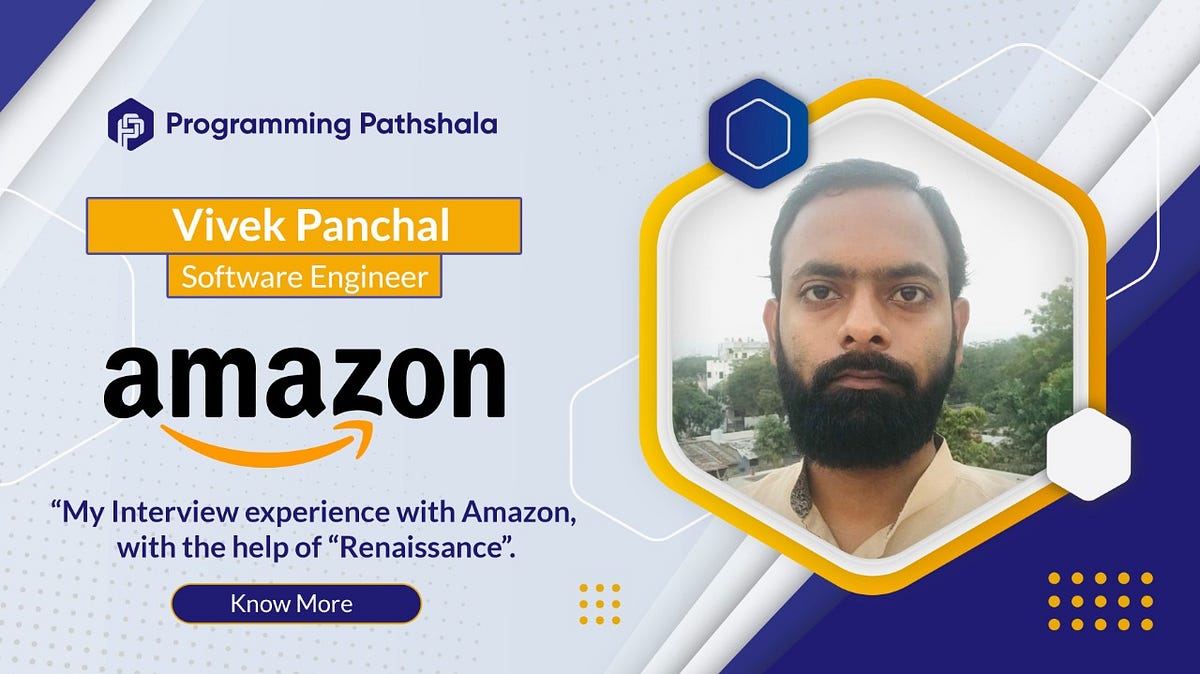 Programming Pathshala
Vivek Panchal
Software Engineer
amazon
“My Interview experience with Amazon,
with the help of “Renaissance”.
Know More